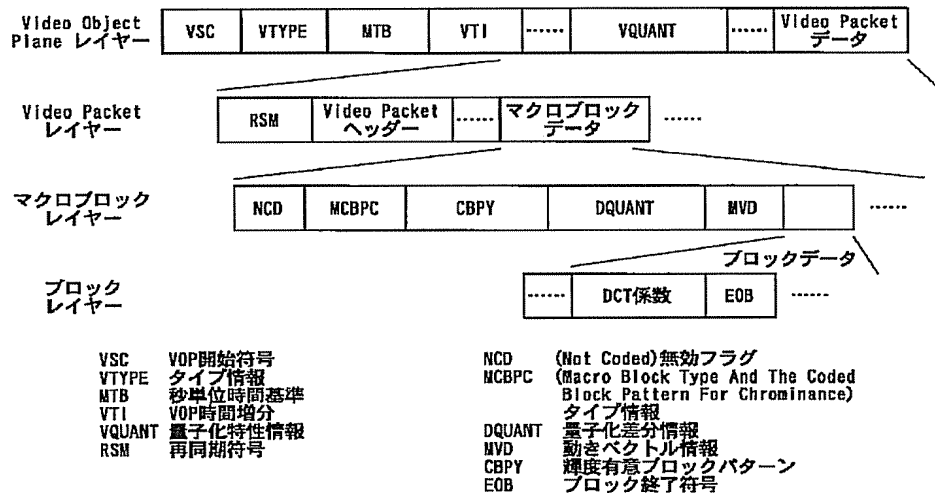 Video Object
Plane レイヤー
VSC VTYPE MTB VTI ...... VQUANT ...... Video Packet
データ
Video Packet
レイヤー
RSM Video Packet
ヘッダー ...... マクロブロック
データ ......
マクロブロック
レイヤー
NCD MCBPC CBPY DQUANT MVD ......
ブロックデータ
ブロック
レイヤー
...... DCT係数 EOB ......
VSC VOP開始符号
VTYPE タイプ情報
MTB 秒単位時間基準
VTI VOP時間増分
VQUANT 量子化特性情報
RSM 再同期符号
NCD (Not Coded)無効フラグ
MCBPC (Macro Block Type And The Coded
Block Pattern For Chrominance)
タイプ情報
DQUANT 量子化差分情報
MVD 動きベクトル情報
CBPY 輝度有意ブロックパターン
EOB ブロック終了符号